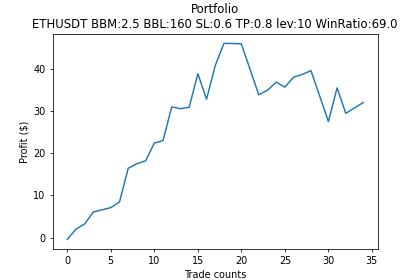 Portfolio
ETHUSDT BBM:2.5 BBL:160 SL:0.6 TP:0.8 lev:10 WinRatio:69.0
40
30
20
10
0
Profit ($)
0 5 10 15 20 25 30 35
Trade counts